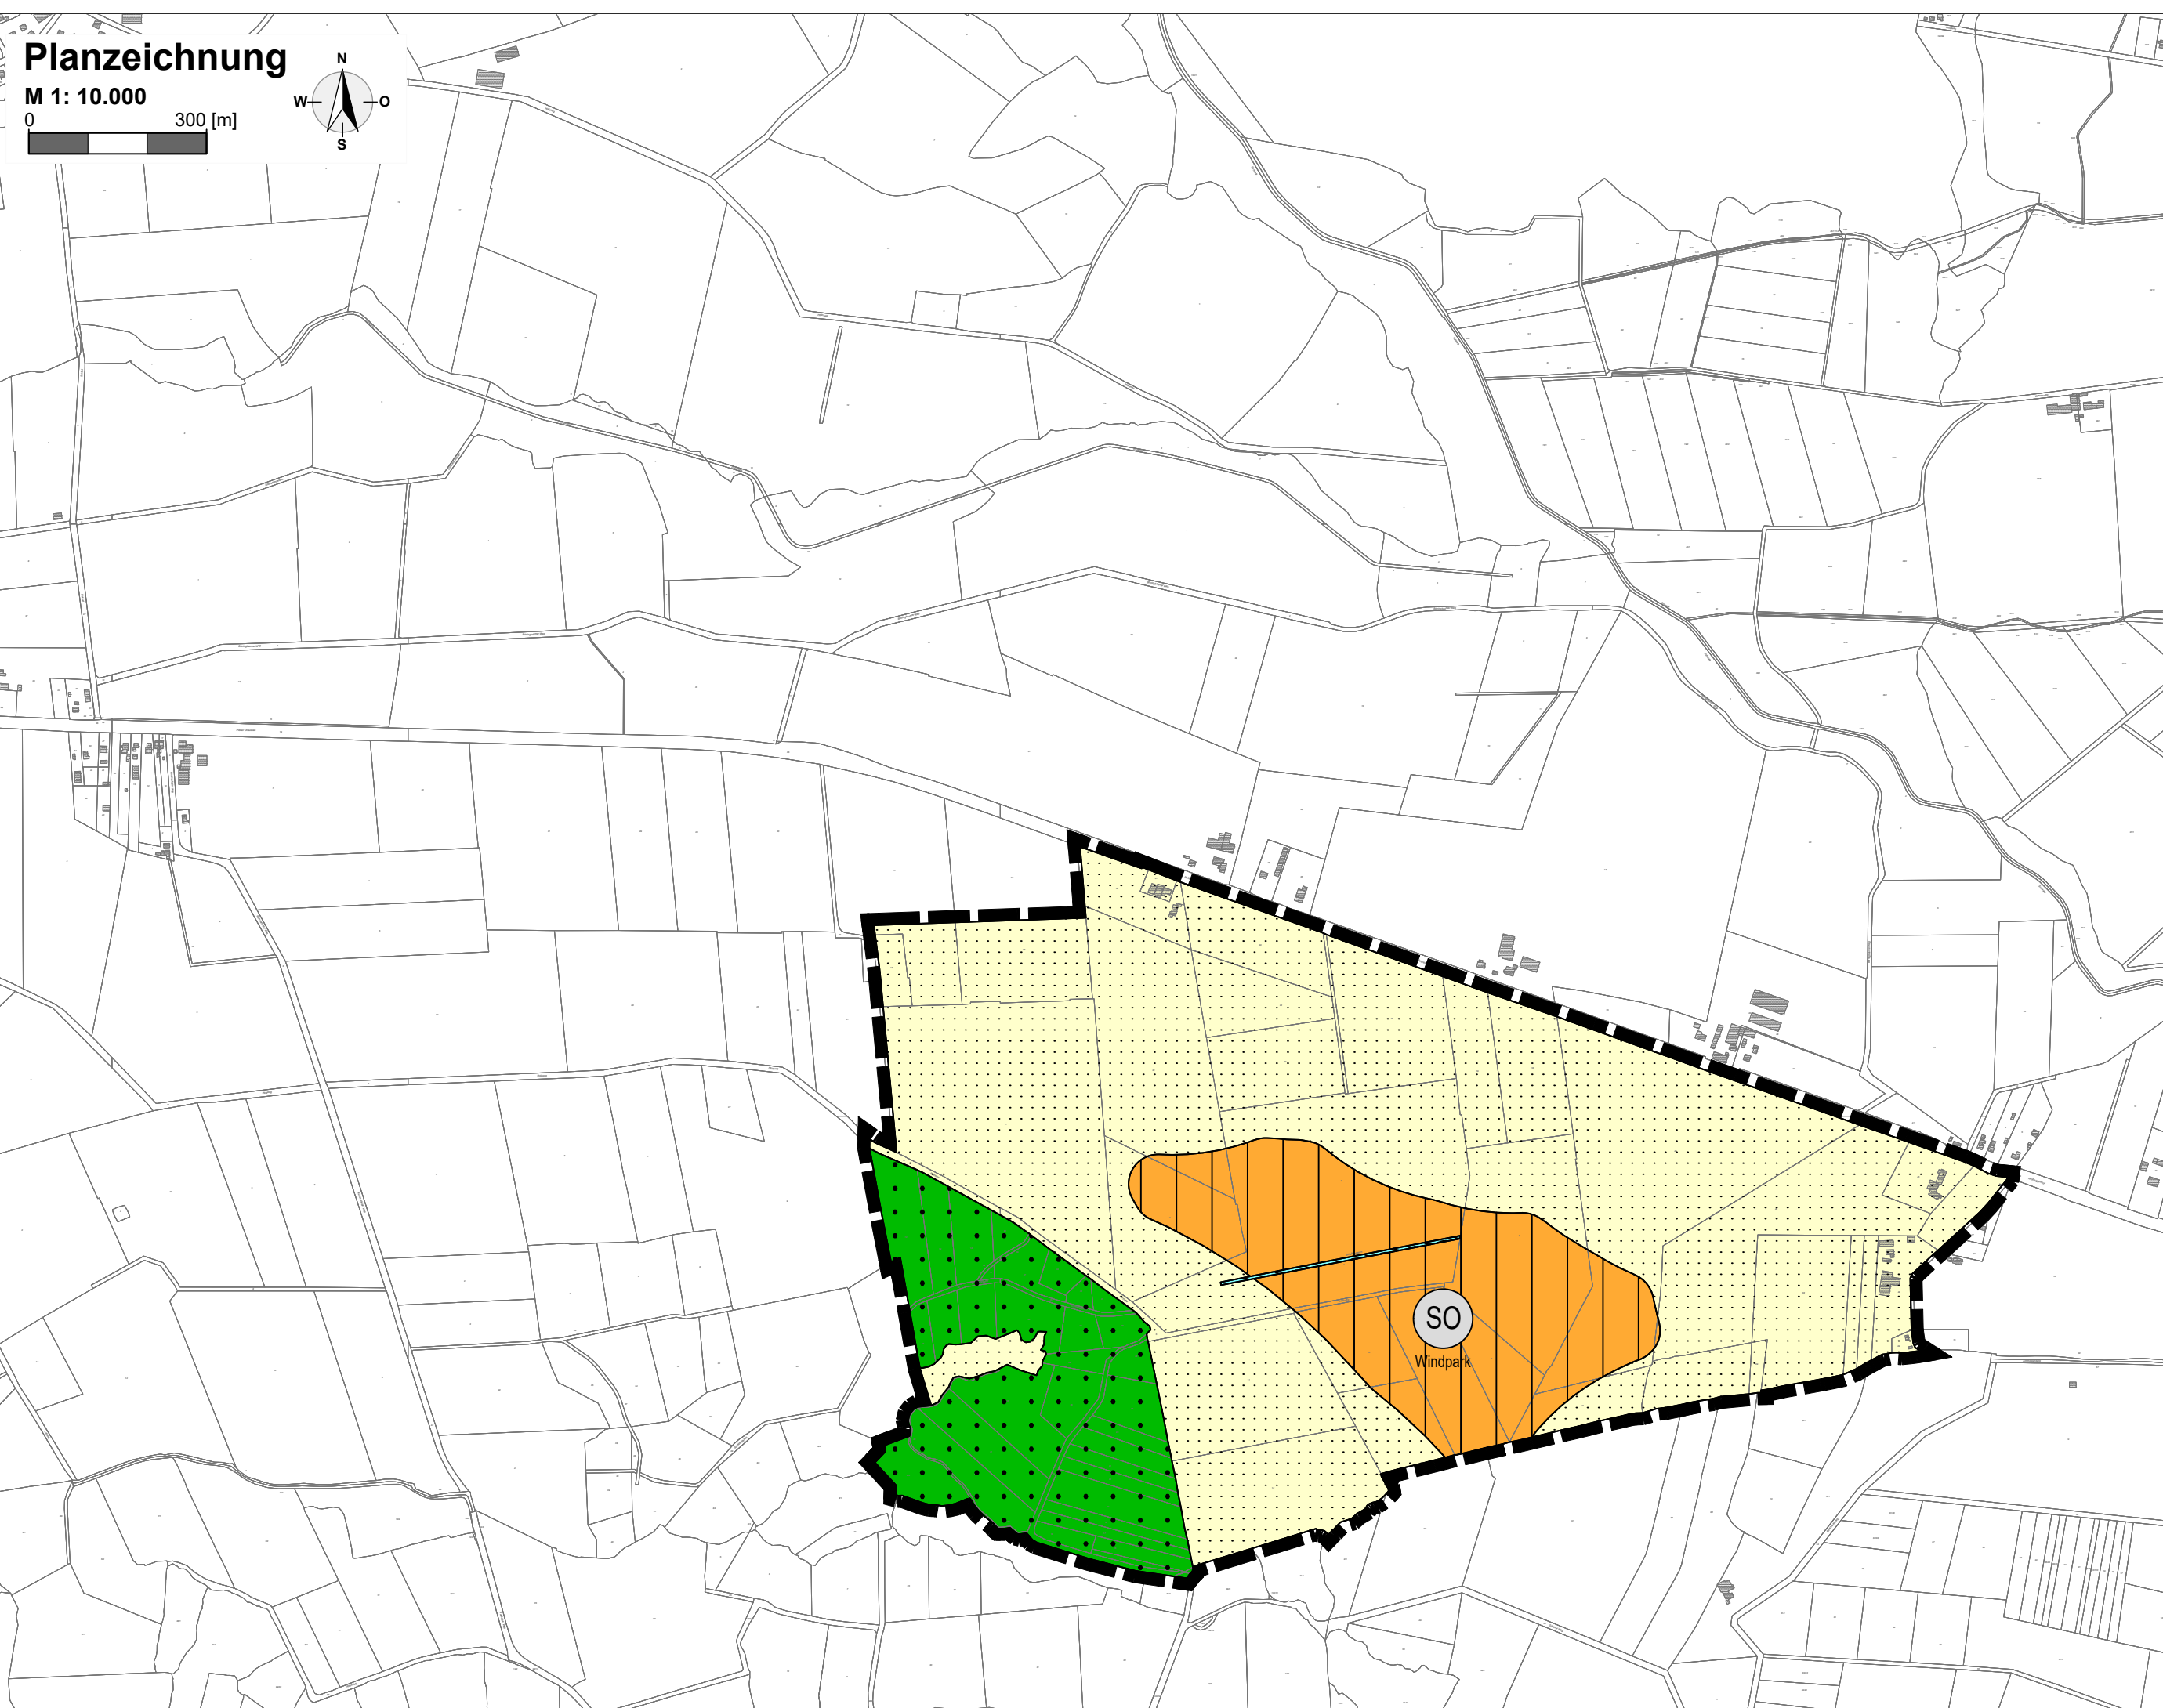 Planzeichnung
M 1: 10.000
0 300 [m]
N
W O
S
SO
Windpark